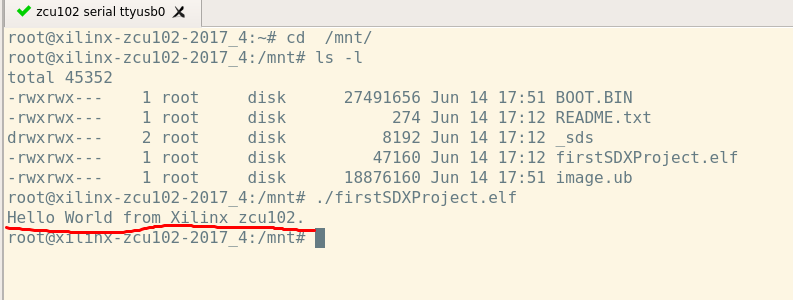 zcu102 serial ttyusb0
root@xilinx-zcu102-2017_4:~# cd  /mnt/
root@xilinx-zcu102-2017_4:/mnt# ls -l
total 45352
-rwxrwx---    1 root     disk      27491656 Jun 14 17:51 BOOT.BIN
-rwxrwx---    1 root     disk           274 Jun 14 17:12 README.txt
drwxrwx---    2 root     disk          8192 Jun 14 17:12 _sds
-rwxrwx---    1 root     disk         47160 Jun 14 17:12 firstSDXProject.elf
-rwxrwx---    1 root     disk      18876160 Jun 14 17:51 image.ub
root@xilinx-zcu102-2017_4:/mnt# ./firstSDXProject.elf
Hello World from Xilinx zcu102.
root@xilinx-zcu102-2017_4:/mnt#